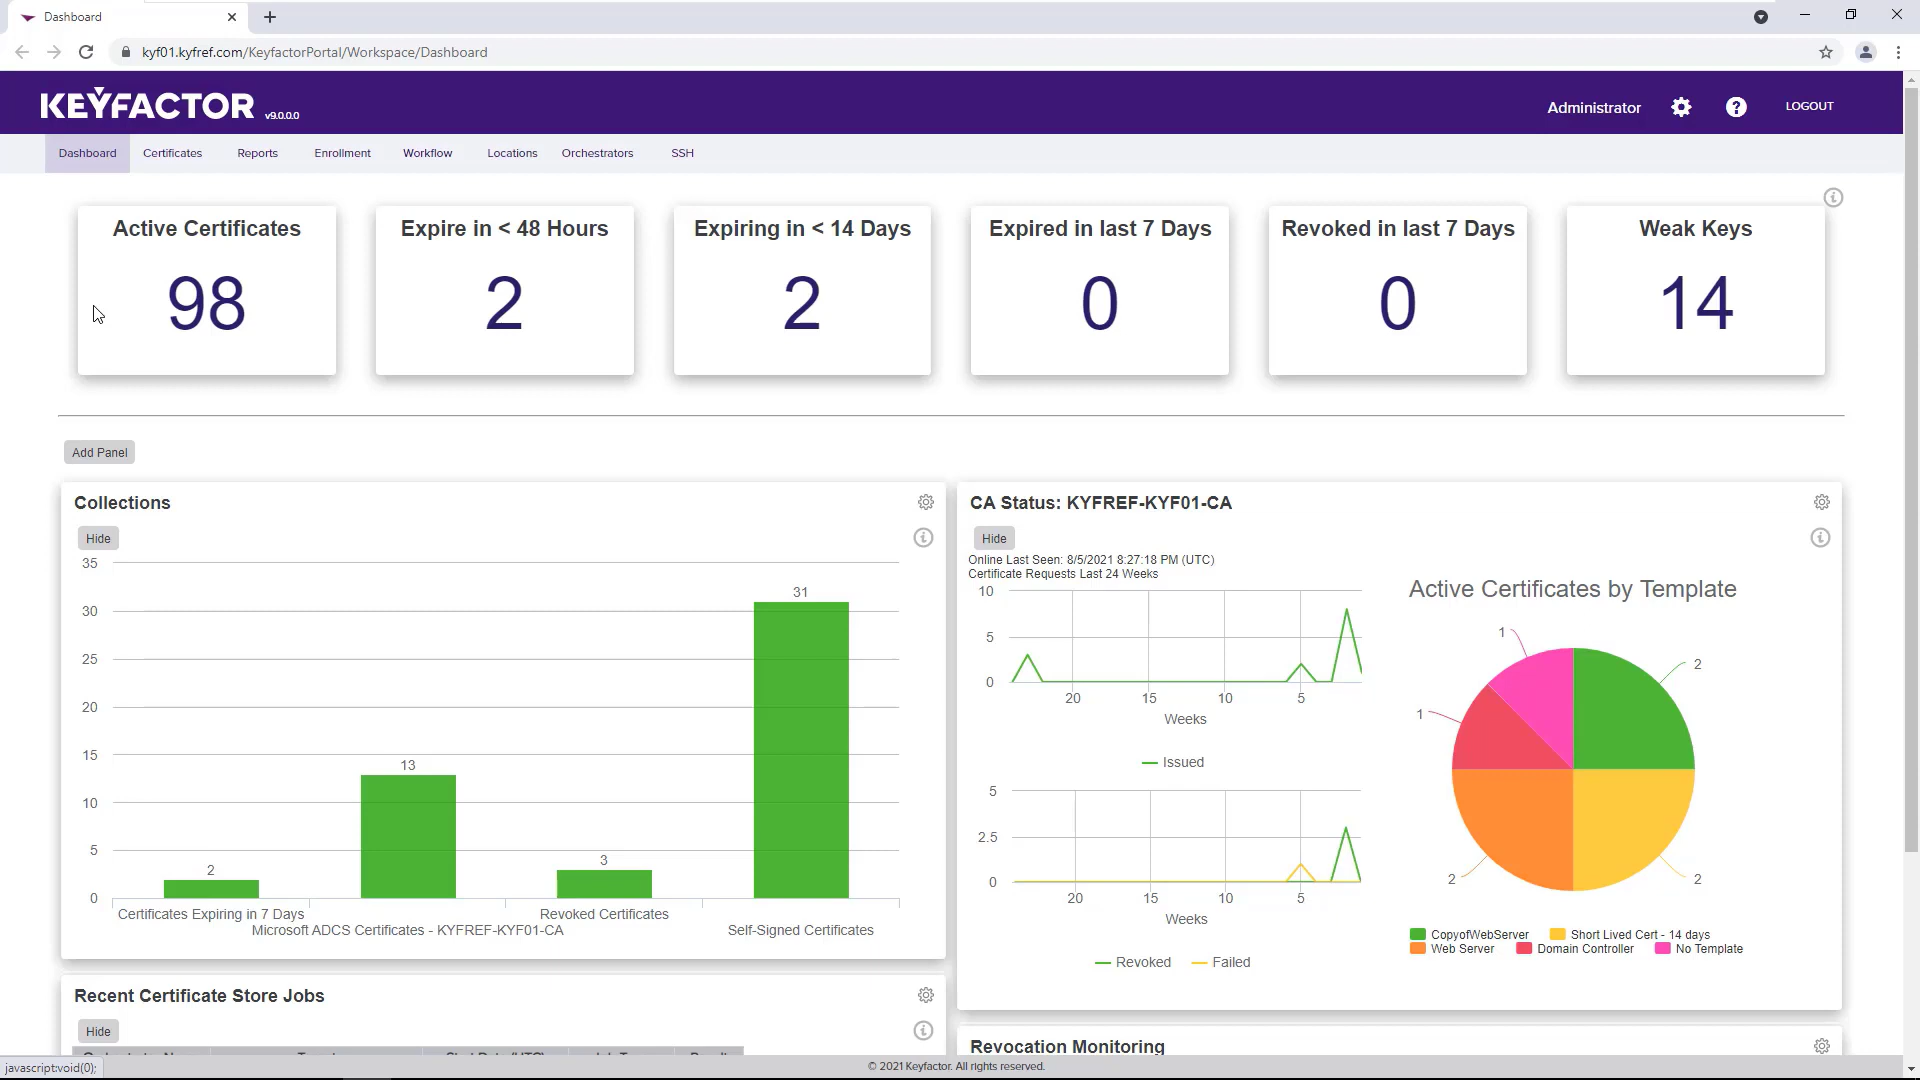 Dashboard
kyf01.kyfref.com/KeyfactorPortal/Workspace/Dashboard
KEYFACTOR v9.0.0.0
Administrator
?
LOGOUT
Dashboard Certificates Reports Enrollment Workflow Locations Orchestrators SSH
Active Certificates
98
Expire in < 48 Hours
2
Expiring in < 14 Days
2
Expired in last 7 Days
0
Revoked in last 7 Days
0
Weak Keys
14
Add Panel
Collections
Hide
35
30
25
20
15
10
5
0
2
13
3
31
Certificates Expiring in 7 Days
Microsoft ADCS Certificates - KYFREF-KYF01-CA
Revoked Certificates
Self-Signed Certificates
CA Status: KYFREF-KYF01-CA
Hide
Online Last Seen: 8/5/2021 8:27:18 PM (UTC)
Certificate Requests Last 24 Weeks
10
5
0
20 15 10 5
Weeks
Issued
5
2.5
0
20 15 10 5
Weeks
Revoked Failed
Active Certificates by Template
1
2
1
2
2
CopyofWebServer Short Lived Cert - 14 days
Web Server Domain Controller No Template
Recent Certificate Store Jobs
Hide
Revocation Monitoring
javascript:void(0);
© 2021 Keyfactor. All rights reserved.